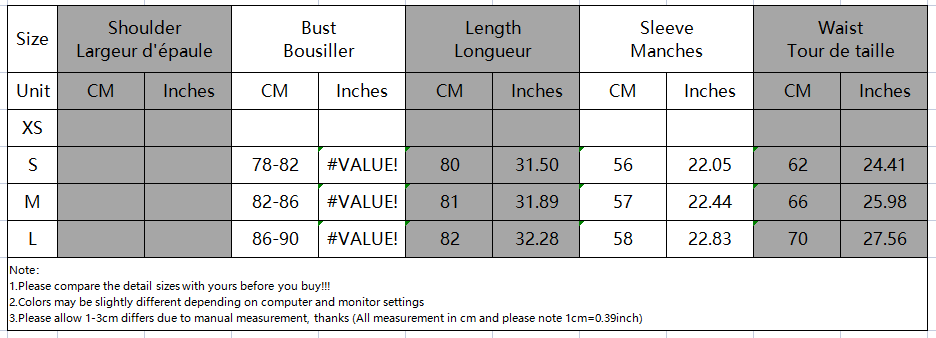 Size Shoulder Bust Length Sleeve Waist
Largeur d'épaule Bousiller Longueur Manches Tour de taille
Unit CM Inches CM Inches CM Inches CM Inches CM Inches
XS
S 78-82 #VALUE! 80 31.50 56 22.05 62 24.41
M 82-86 #VALUE! 81 31.89 57 22.44 66 25.98
L 86-90 #VALUE! 82 32.28 58 22.83 70 27.56
Note:
1.Please compare the detail sizes with yours before you buy!!!
2.Colors may be slightly different depending on computer and monitor settings
3.Please allow 1-3cm differs due to manual measurement, thanks (All measurement in cm and please note 1cm=0.39inch)